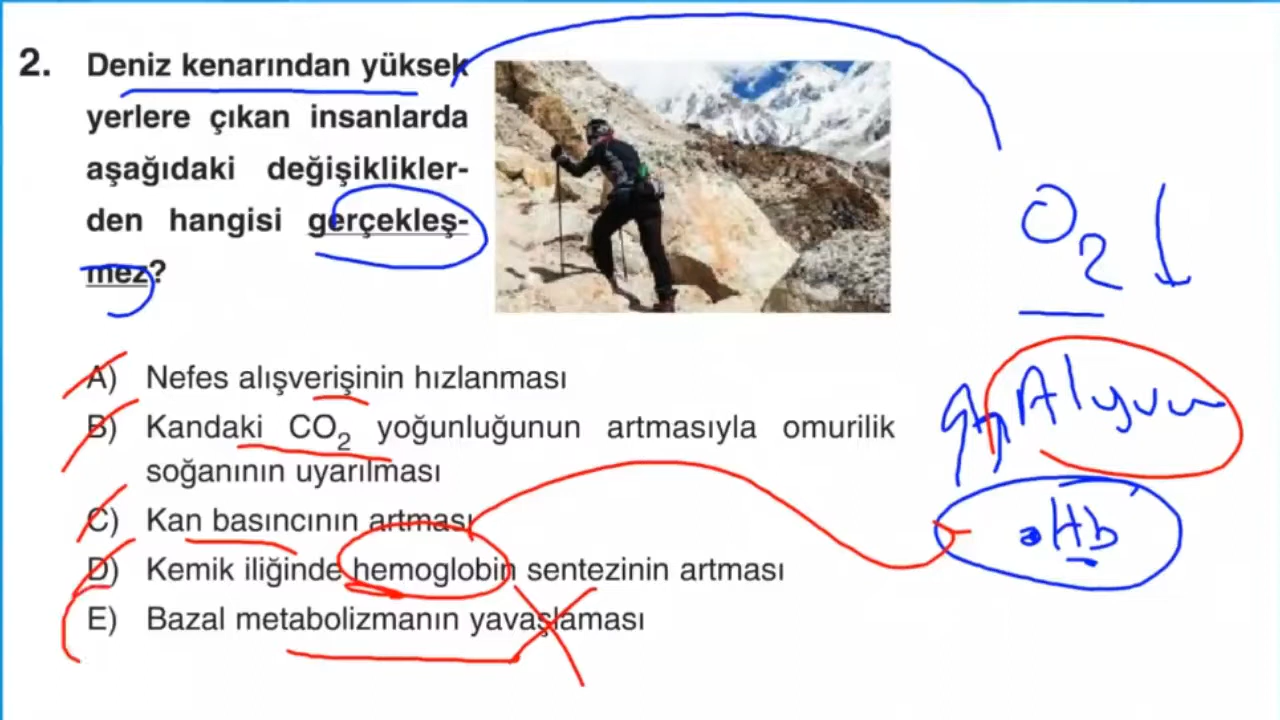 2. Deniz kenarından yüksek
yerlere çıkan insanlarda
aşağıdaki değişiklikler-
den hangisi gerçekleş-
mez?
O₂ ↓
Alyuvar
Hb
A) Nefes alışverişinin hızlanması
B) Kandaki CO₂ yoğunluğunun artmasıyla omurilik
soğanının uyarılması
C) Kan basıncının artması
D) Kemik iliğinde hemoglobin sentezinin artması
E) Bazal metabolizmanın yavaşlaması